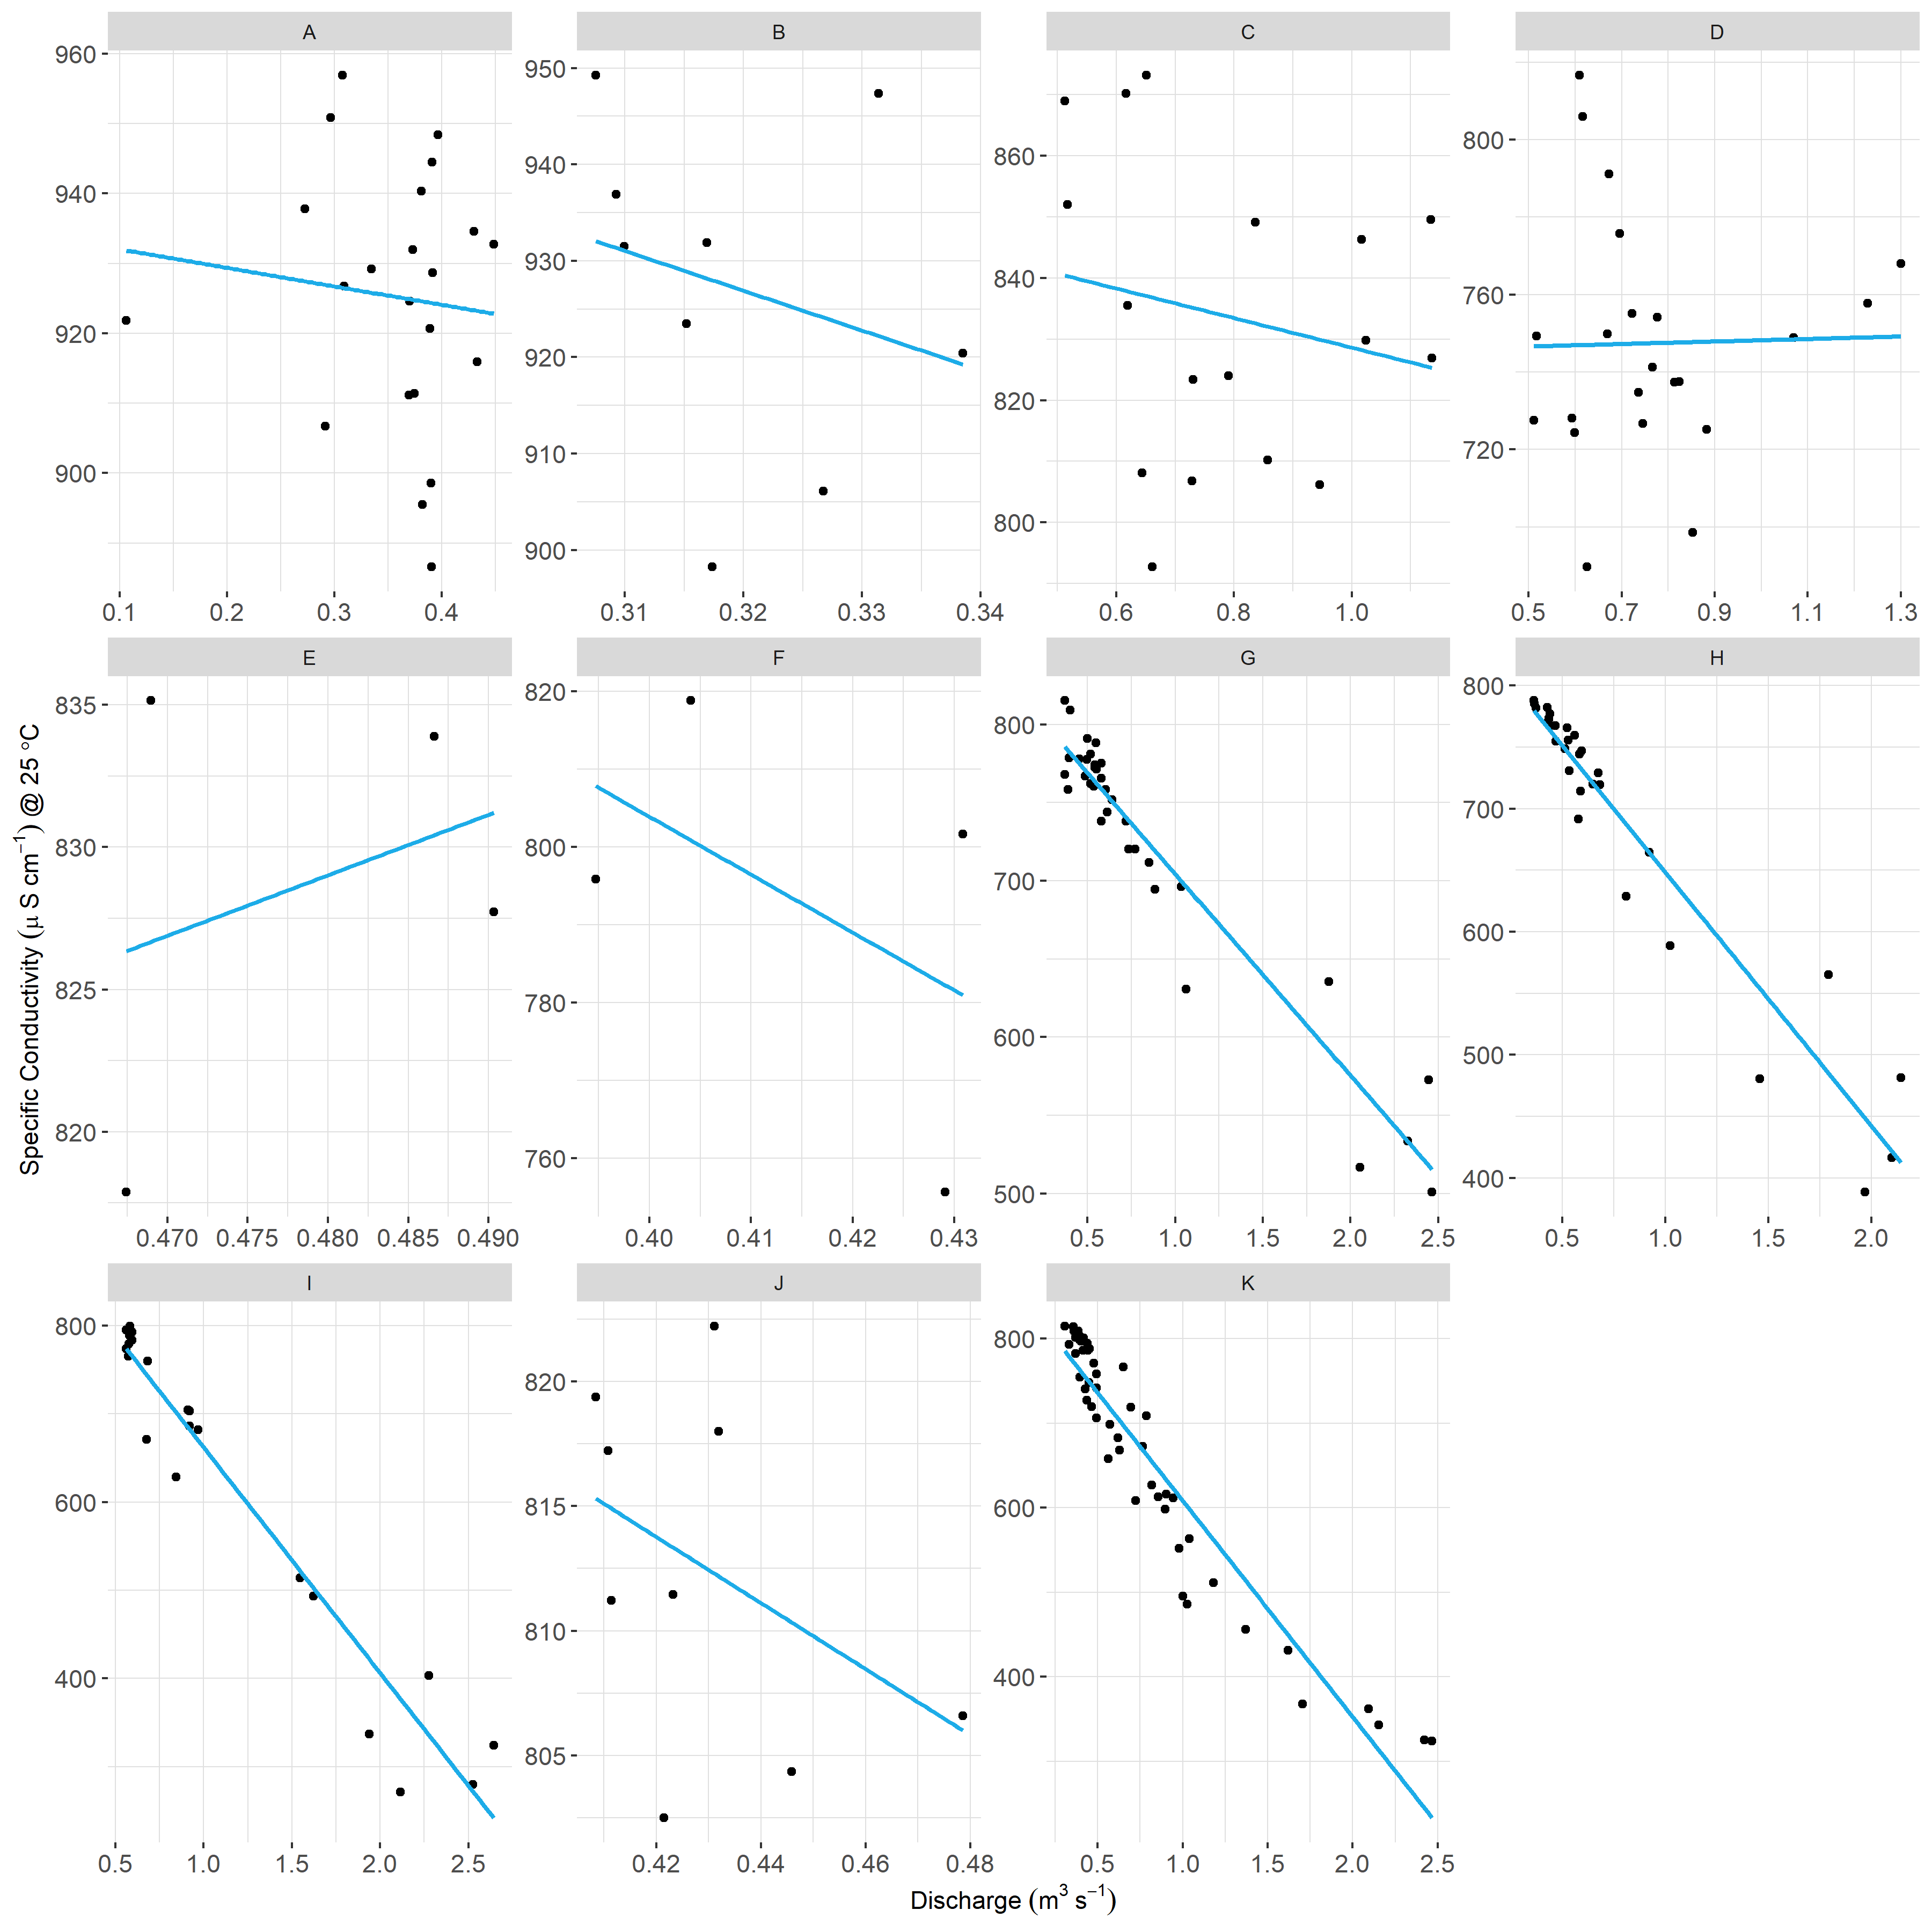 A B C D
960 940 920 900
950 940 930 920 910 900
860 840 820 800
800 760 720
0.1 0.2 0.3 0.4
0.31 0.32 0.33 0.34
0.6 0.8 1.0
0.5 0.7 0.9 1.1 1.3
E F G H
835 830 825 820
820 800 780 760
800 700 600 500
800 700 600 500 400
0.470 0.475 0.480 0.485 0.490
0.40 0.41 0.42 0.43
0.5 1.0 1.5 2.0 2.5
0.5 1.0 1.5 2.0
Specific Conductivity (μ S cm⁻¹) @ 25 °C
I J K
800 600 400
820 815 810 805
800 600 400
0.5 1.0 1.5 2.0 2.5
0.42 0.44 0.46 0.48
0.5 1.0 1.5 2.0 2.5
Discharge (m³ s⁻¹)